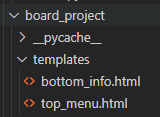 board_project
__pycache__
templates
<> bottom_info.html
<> top_menu.html